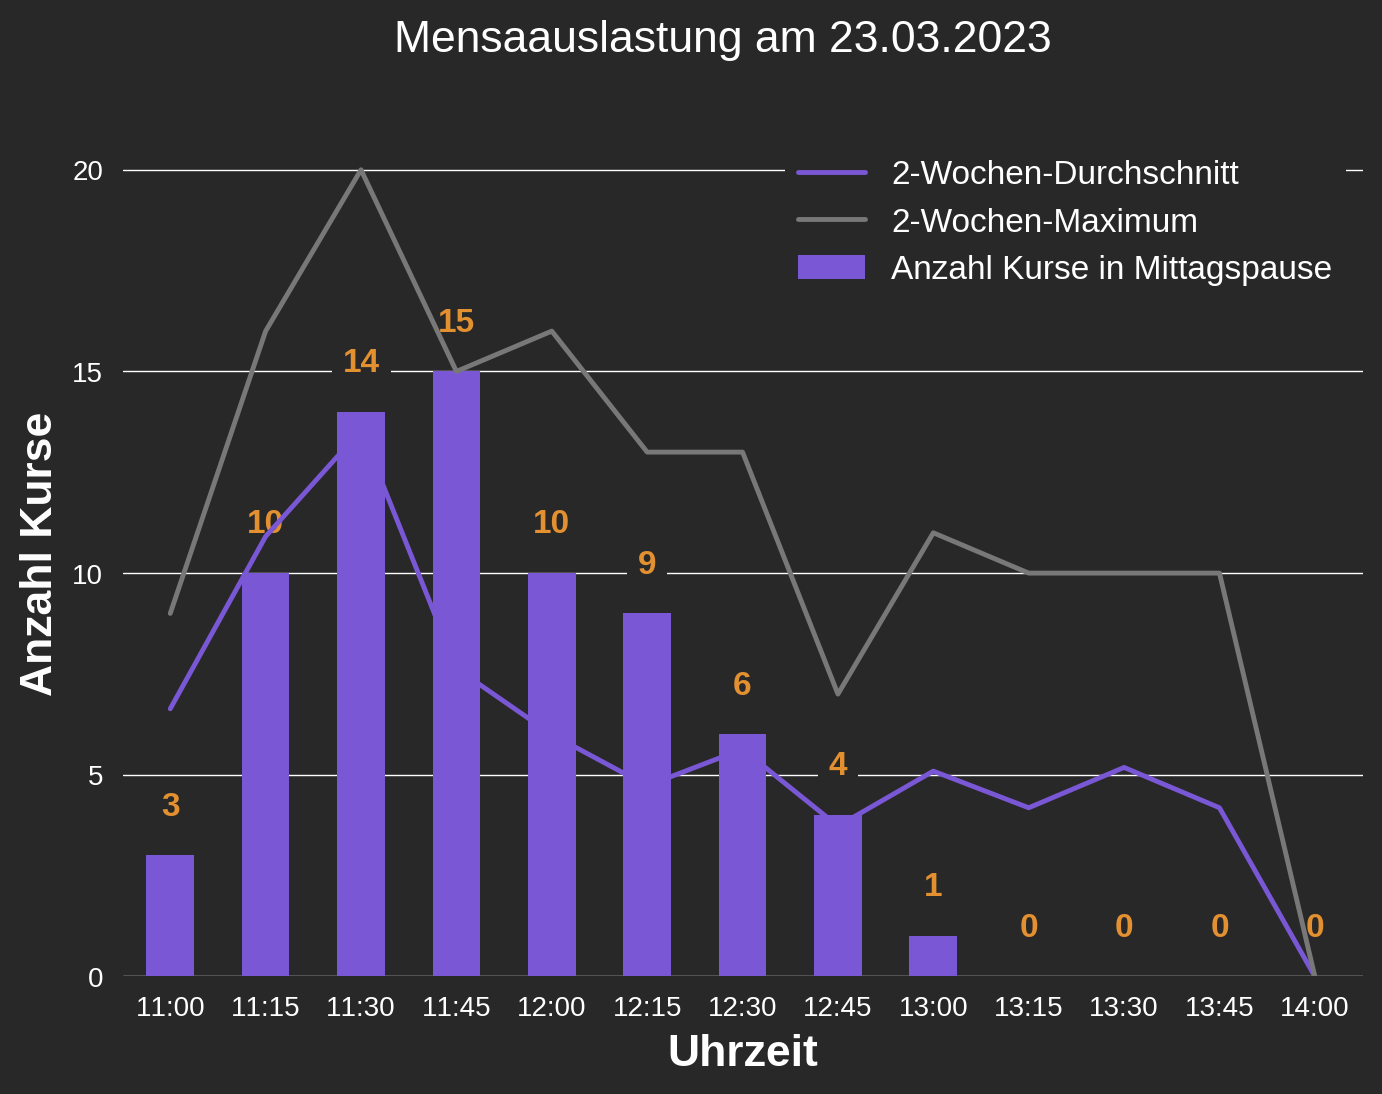 Mensaauslastung am 23.03.2023
2-Wochen-Durchschnitt
2-Wochen-Maximum
Anzahl Kurse in Mittagspause
Anzahl Kurse
20
15
10
5
0
3
10
14
15
10
9
6
4
1
0
0
0
0
11:00 11:15 11:30 11:45 12:00 12:15 12:30 12:45 13:00 13:15 13:30 13:45 14:00
Uhrzeit